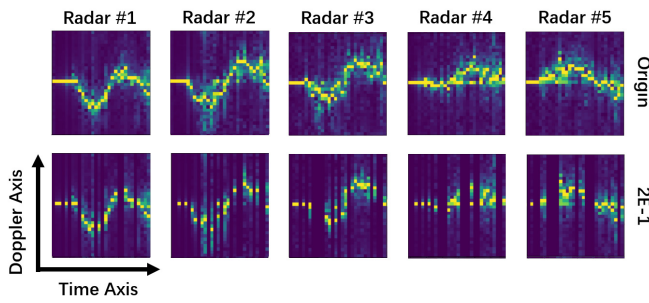 Radar #1 Radar #2 Radar #3 Radar #4 Radar #5
Origin
2E-1
Doppler Axis
Time Axis